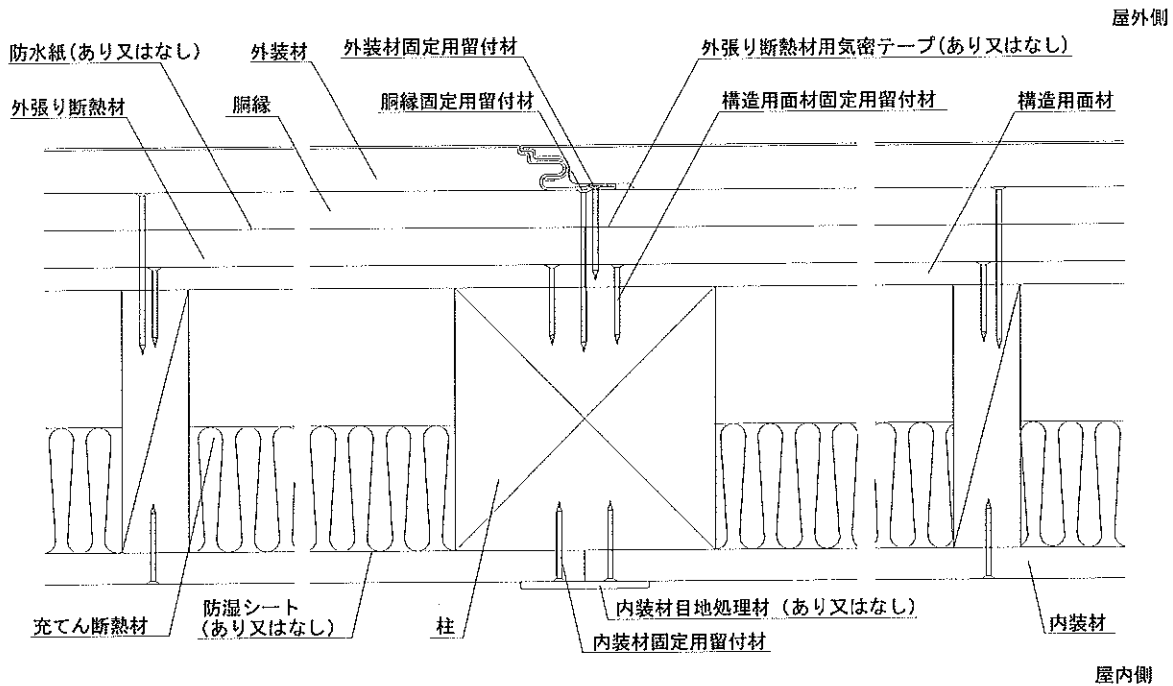 屋外側
防水紙(あり又はなし)
外装材
外装材固定用留付材
外張り断熱材用気密テープ(あり又はなし)
外張り断熱材
胴縁
胴縁固定用留付材
構造用面材固定用留付材
構造用面材
充てん断熱材
防湿シート
(あり又はなし)
柱
内装材目地処理材 (あり又はなし)
内装材固定用留付材
内装材
屋内側